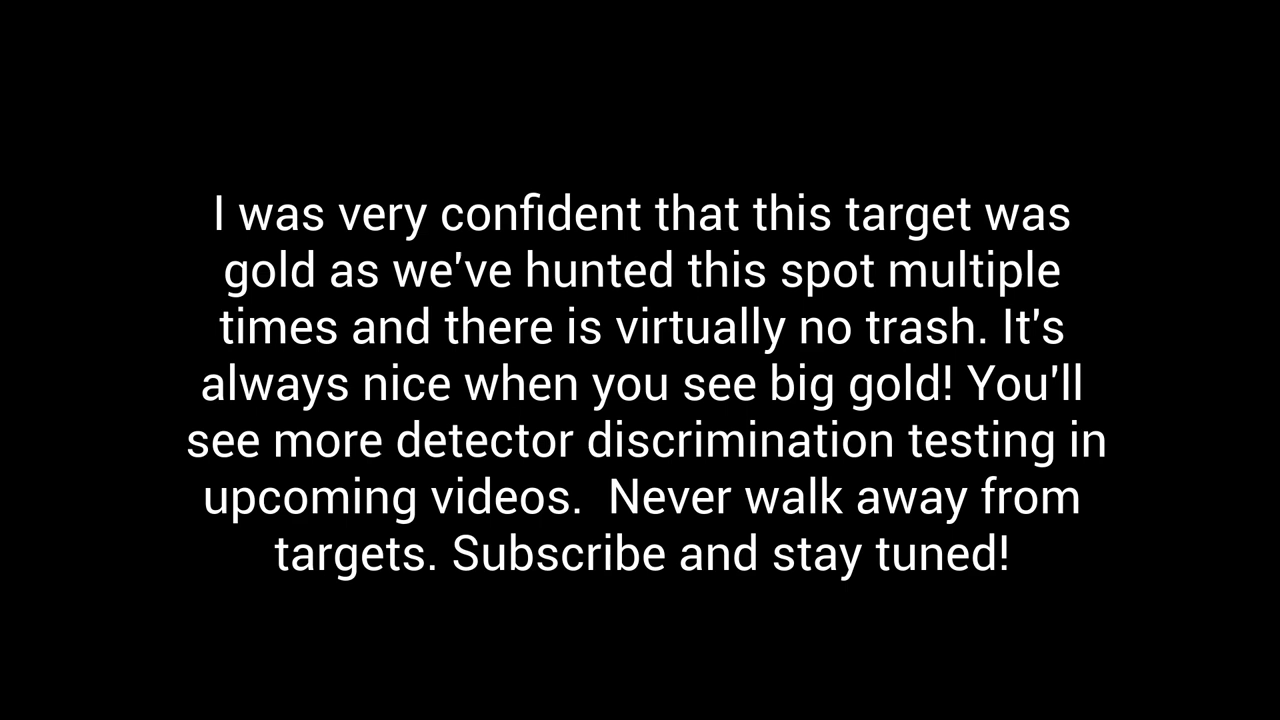 I was very confident that this target was
gold as we've hunted this spot multiple
times and there is virtually no trash. It's
always nice when you see big gold! You'll
see more detector discrimination testing in
upcoming videos.  Never walk away from
targets. Subscribe and stay tuned!